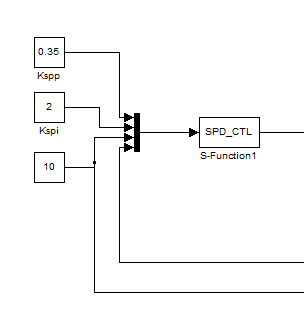 0.35
Kspp
2
Kspi
SPD_CTL
S-Function1
10